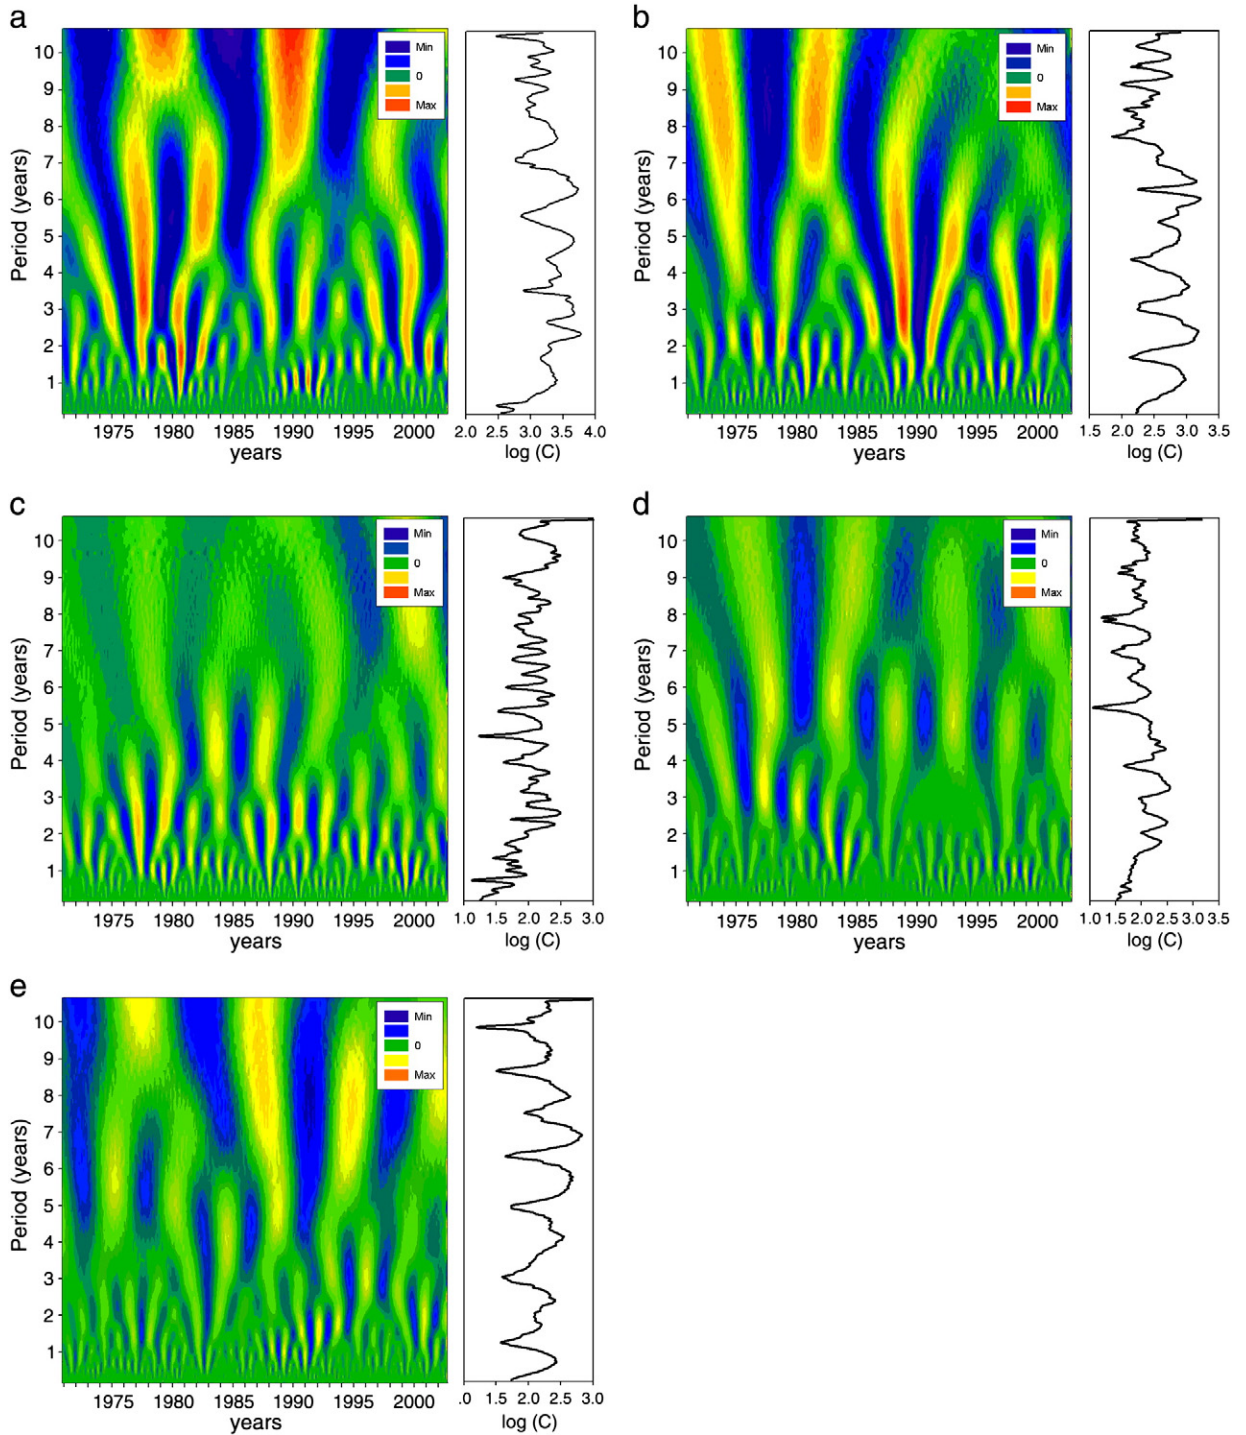 a
Min
0
Max
10
9
8
7
6
5
4
3
2
1
Period (years)
1975 1980 1985 1990 1995 2000
years
2.0 2.5 3.0 3.5 4.0
log (C)
b
Min
0
Max
10
9
8
7
6
5
4
3
2
1
Period (years)
1975 1980 1985 1990 1995 2000
years
1.5 2.0 2.5 3.0 3.5
log (C)
c
Min
0
Max
10
9
8
7
6
5
4
3
2
1
Period (years)
1975 1980 1985 1990 1995 2000
years
1.0 1.5 2.0 2.5 3.0
log (C)
d
Min
0
Max
10
9
8
7
6
5
4
3
2
1
Period (years)
1975 1980 1985 1990 1995 2000
years
1.0 1.5 2.0 2.5 3.0 3.5
log (C)
e
Min
0
Max
10
9
8
7
6
5
4
3
2
1
Period (years)
1975 1980 1985 1990 1995 2000
years
.0 1.5 2.0 2.5 3.0
log (C)